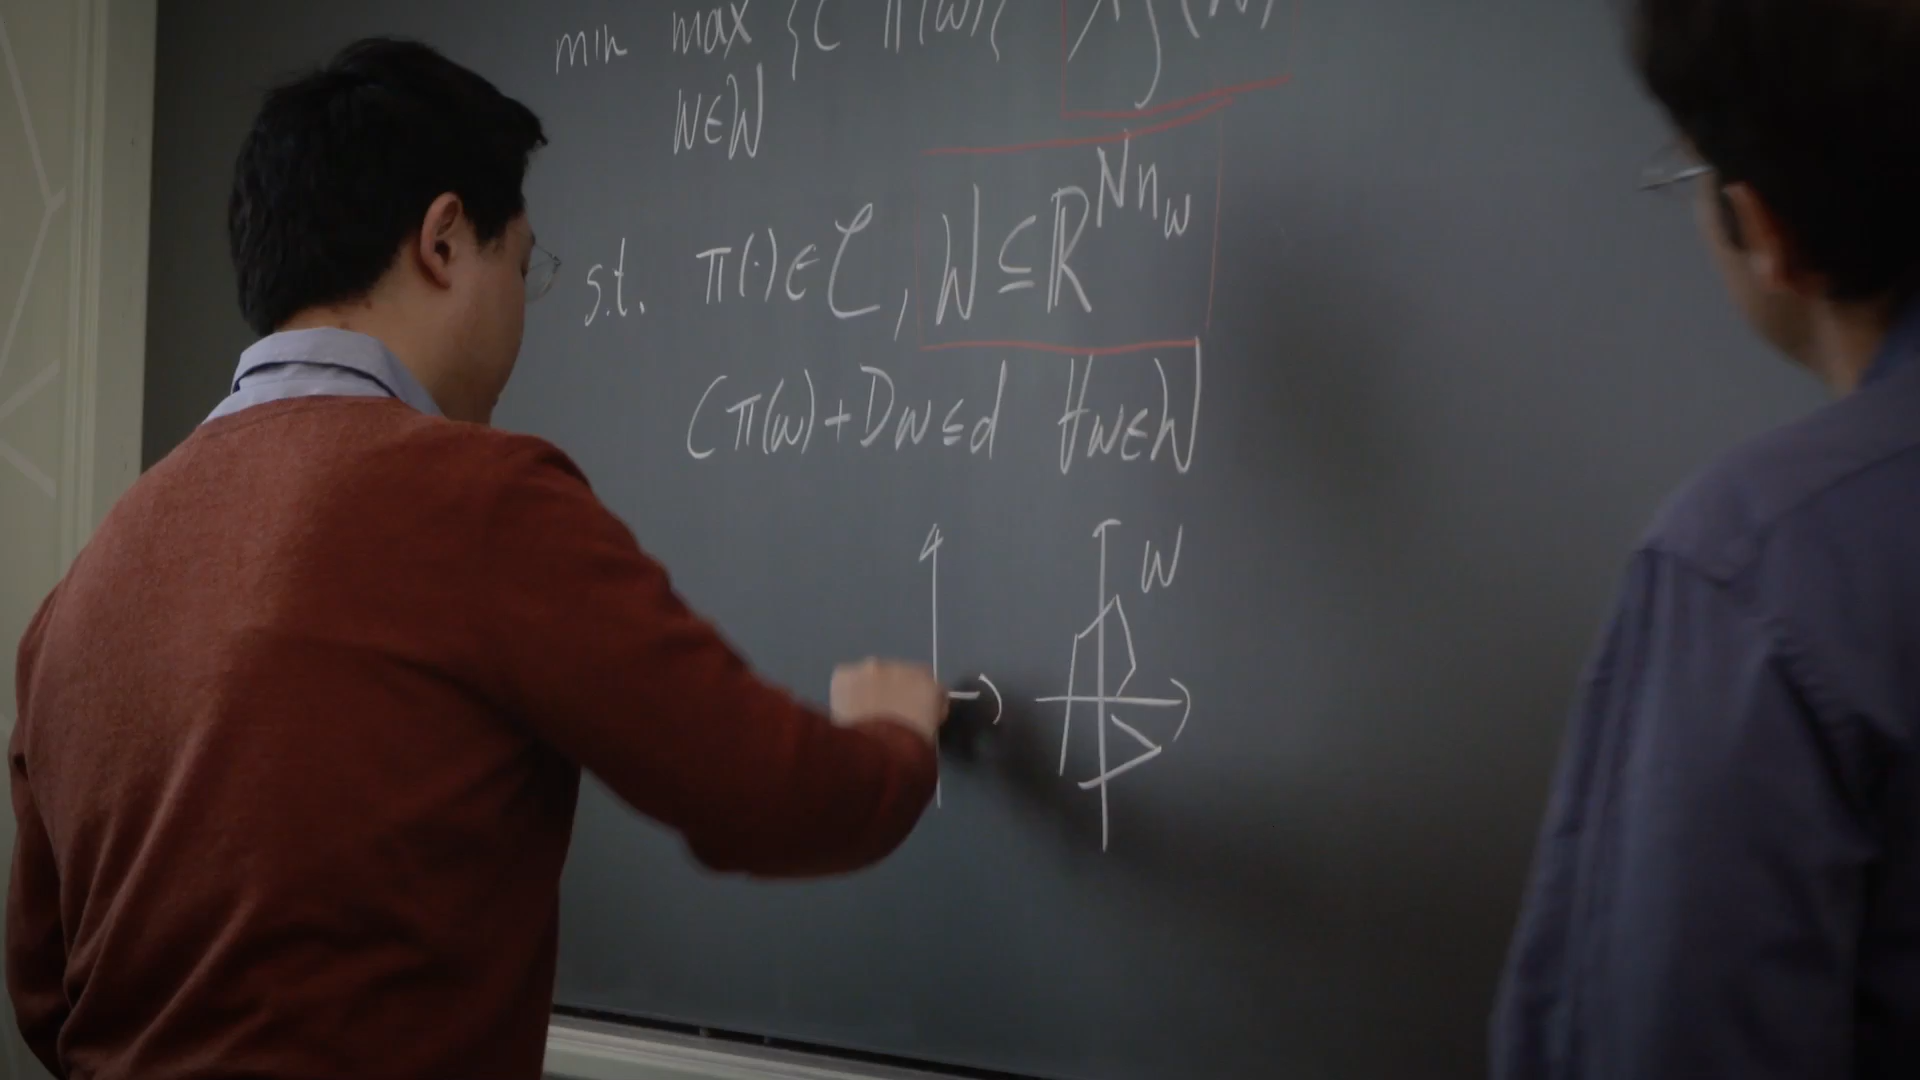 min max {C π(w)}
w∈W
s.t. π(·)∈C, W⊆ℝ^{Nn_w}
Cπ(w)+Dw≤d ∀w∈W
W